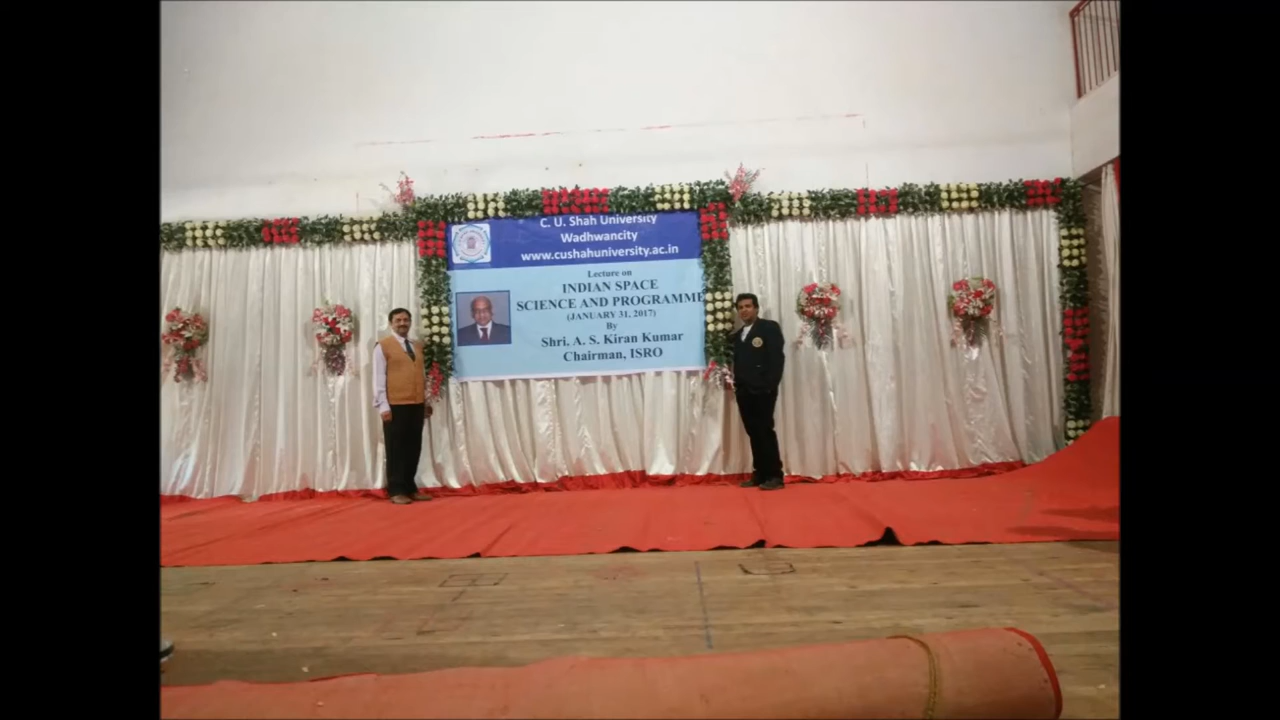 C. U. Shah University
Wadhwancity
www.cushahuniversity.ac.in
Lecture on
INDIAN SPACE
SCIENCE AND PROGRAMME
(JANUARY 31, 2017)
By
Shri. A. S. Kiran Kumar
Chairman, ISRO